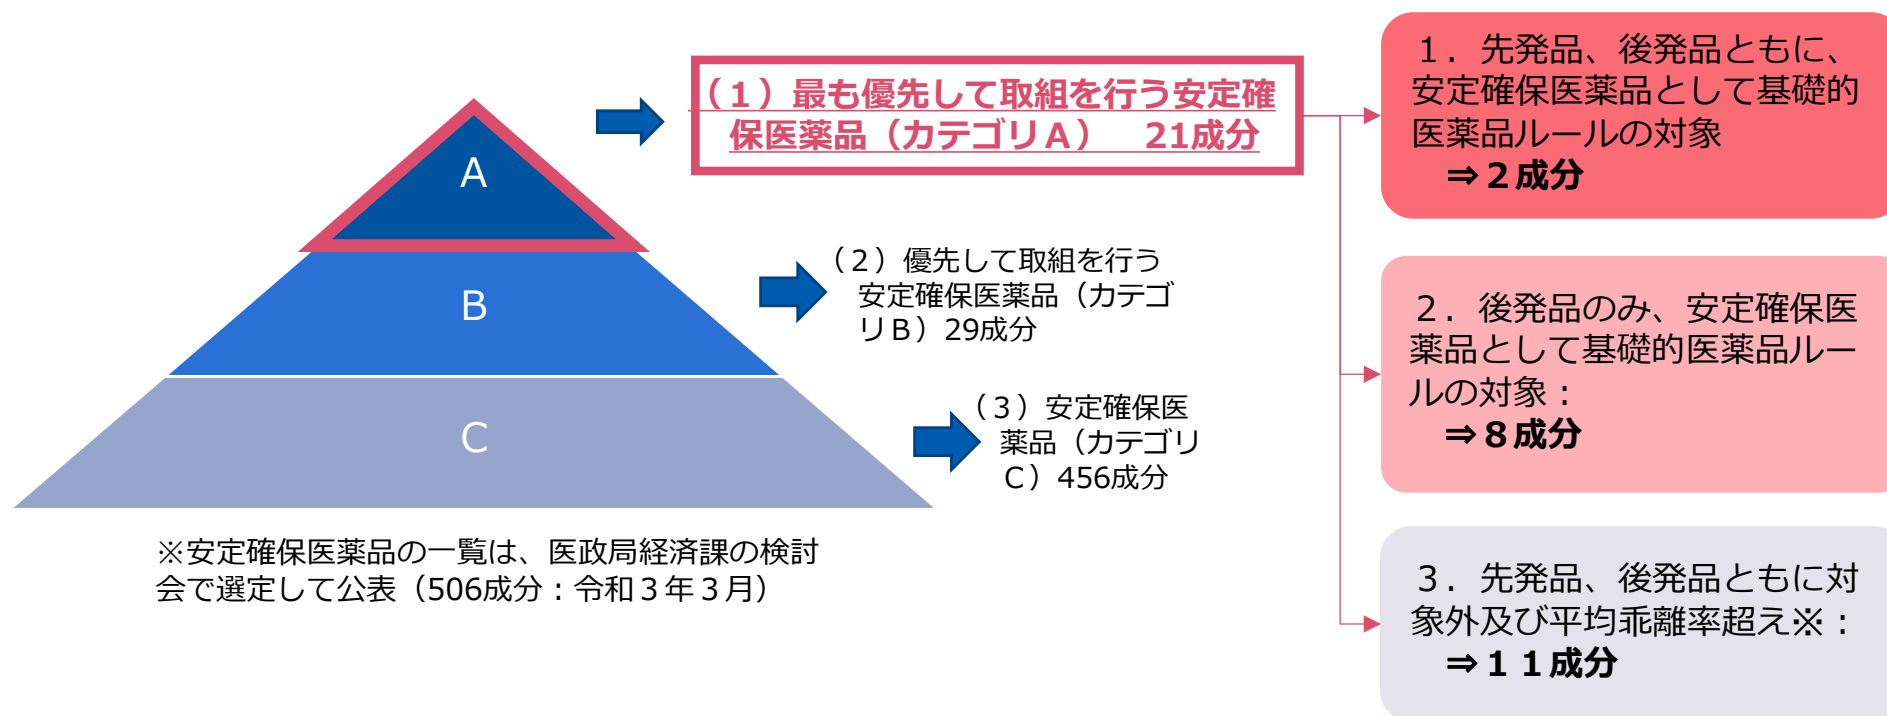 A
B
C
（１）最も優先して取組を行う安定確
保医薬品（カテゴリＡ）　21成分
（２）優先して取組を行う
安定確保医薬品（カテゴ
リＢ）29成分
（３）安定確保医
薬品（カテゴリ
Ｃ）456成分
※安定確保医薬品の一覧は、医政局経済課の検討
会で選定して公表（506成分：令和３年３月）
１．先発品、後発品ともに、
安定確保医薬品として基礎的
医薬品ルールの対象
⇒２成分
２．後発品のみ、安定確保医
薬品として基礎的医薬品ルー
ルの対象：
⇒８成分
３．先発品、後発品ともに対
象外及び平均乖離率超え※：
⇒１１成分